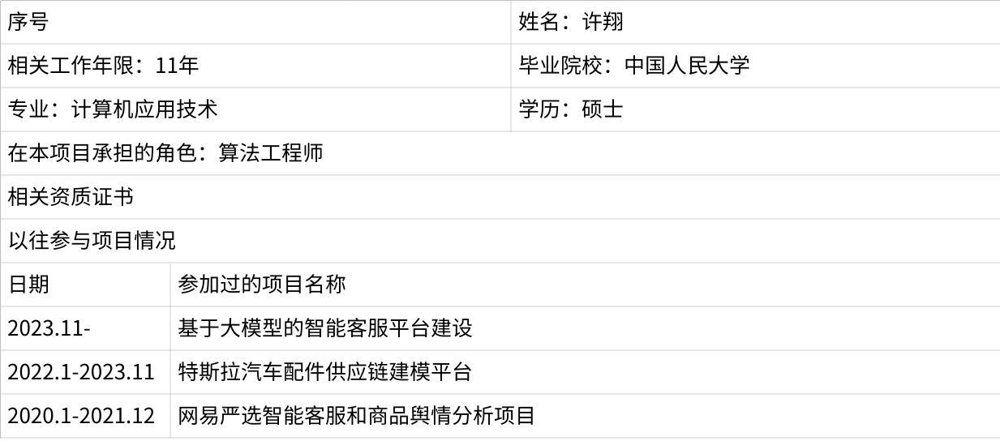 序号
姓名：许翔
相关工作年限：11年
毕业院校：中国人民大学
专业：计算机应用技术
学历：硕士
在本项目承担的角色：算法工程师
相关资质证书
以往参与项目情况
日期
参加过的项目名称
2023.11-
基于大模型的智能客服平台建设
2022.1-2023.11
特斯拉汽车配件供应链建模平台
2020.1-2021.12
网易严选智能客服和商品舆情分析项目